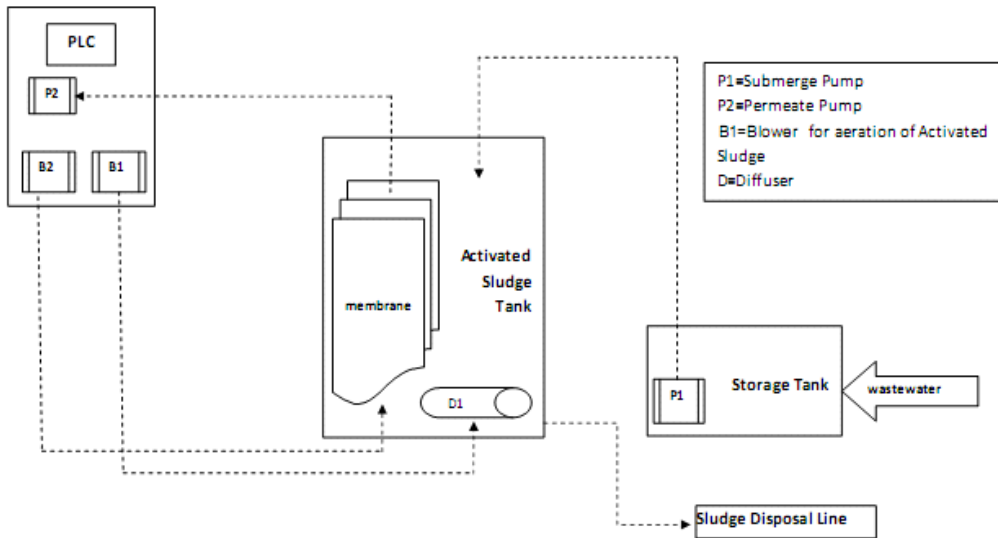 PLC
P2
B2
B1
Activated
Sludge
Tank
membrane
D1
P1=Submerge Pump
P2=Permeate Pump
B1=Blower for aeration of Activated
Sludge
D=Diffuser
Storage Tank
P1
wastewater
Sludge Disposal Line